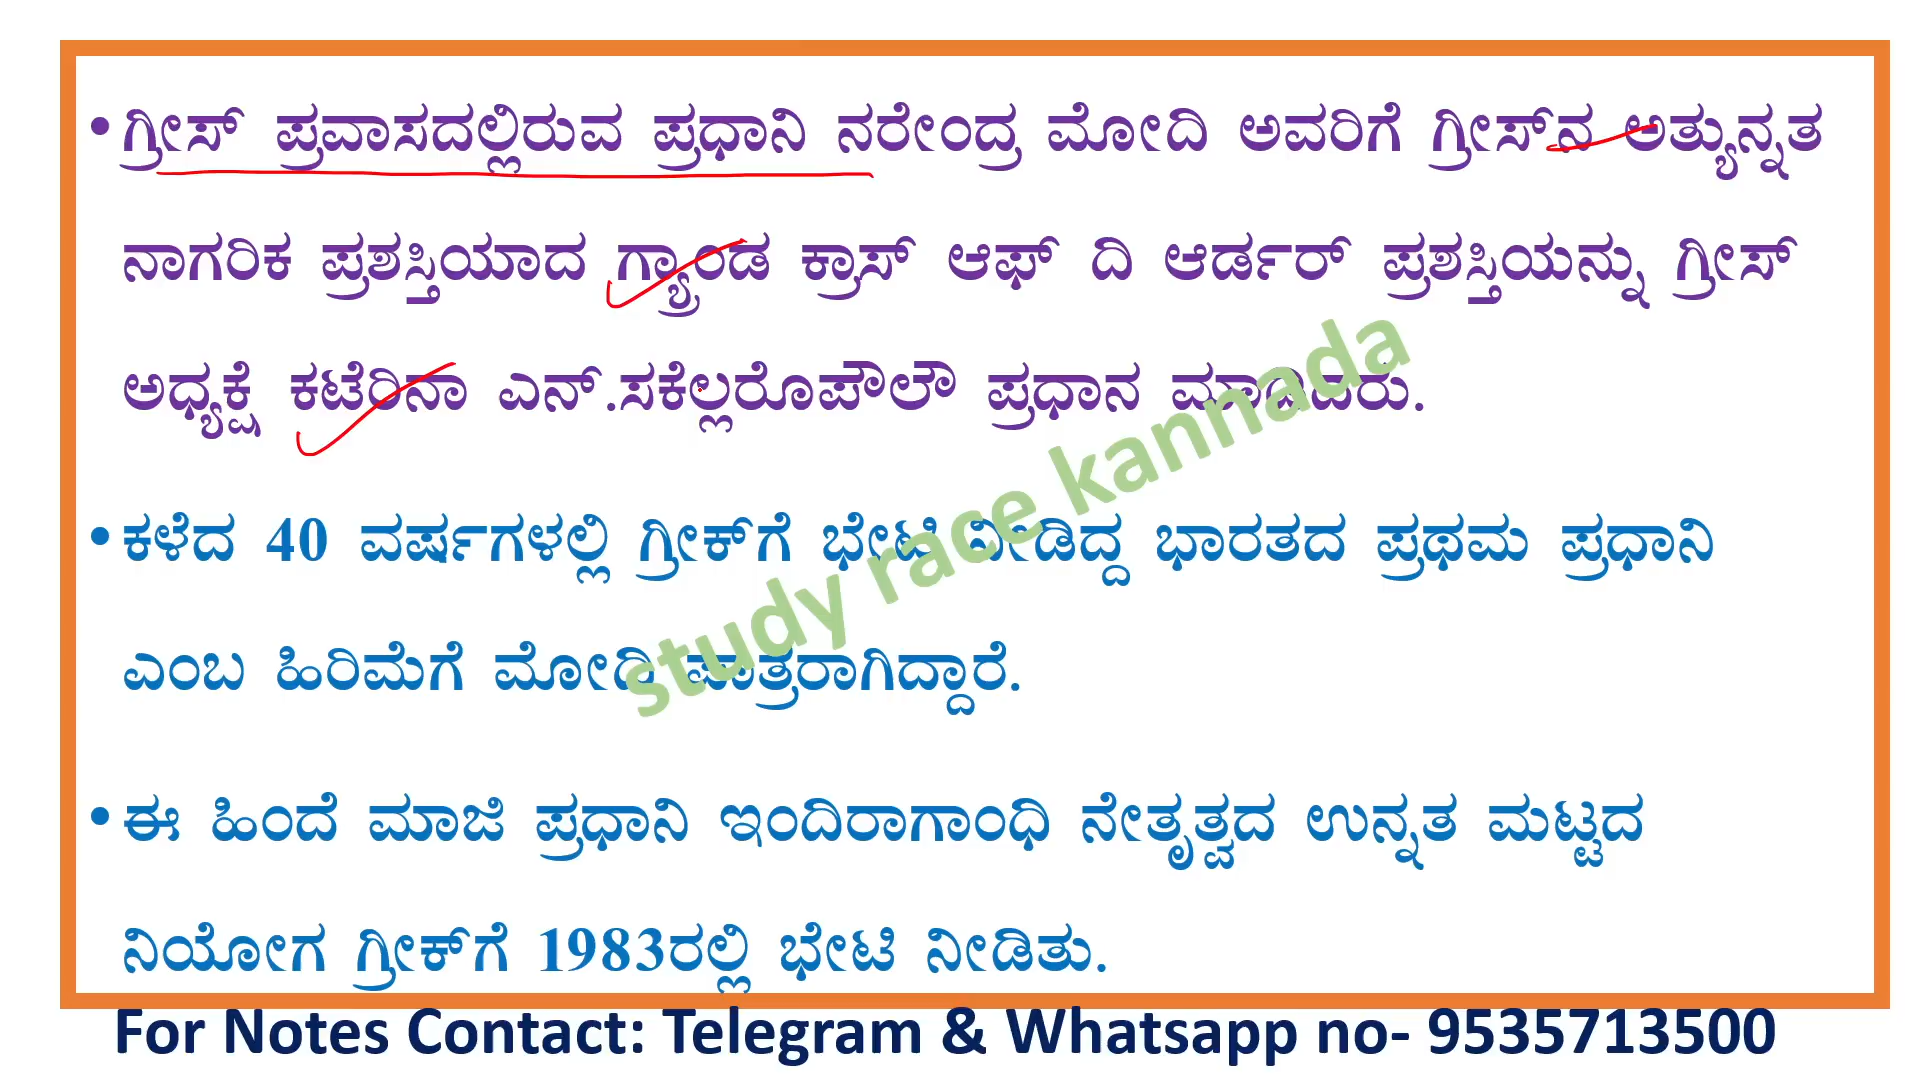 • ಗ್ರೀಸ್ ಪ್ರವಾಸದಲ್ಲಿರುವ ಪ್ರಧಾನಿ ನರೇಂದ್ರ ಮೋದಿ ಅವರಿಗೆ ಗ್ರೀಸ್‌ನ ಅತ್ಯುನ್ನತ
ನಾಗರಿಕ ಪ್ರಶಸ್ತಿಯಾದ ಗ್ಯ್ರಾಂಡ ಕ್ರಾಸ್ ಆಫ್ ದಿ ಆರ್ಡರ್ ಪ್ರಶಸ್ತಿಯನ್ನು ಗ್ರೀಸ್
ಅಧ್ಯಕ್ಷೆ ಕಟೆರಿನಾ ಎನ್.ಸಕೆಲ್ಲರೊಪೌಲೌ ಪ್ರಧಾನ ಮಾಡಿದರು.
• ಕಳೆದ 40 ವರ್ಷಗಳಲ್ಲಿ ಗ್ರೀಕ್‌ಗೆ ಭೇಟಿ ನೀಡಿದ್ದ ಭಾರತದ ಪ್ರಥಮ ಪ್ರಧಾನಿ
ಎಂಬ ಹಿರಿಮೆಗೆ ಮೋದಿ ಪಾತ್ರರಾಗಿದ್ದಾರೆ.
• ಈ ಹಿಂದೆ ಮಾಜಿ ಪ್ರಧಾನಿ ಇಂದಿರಾಗಾಂಧಿ ನೇತೃತ್ವದ ಉನ್ನತ ಮಟ್ಟದ
ನಿಯೋಗ ಗ್ರೀಕ್‌ಗೆ 1983ರಲ್ಲಿ ಭೇಟಿ ನೀಡಿತು.
study race kannada
For Notes Contact: Telegram & Whatsapp no- 9535713500